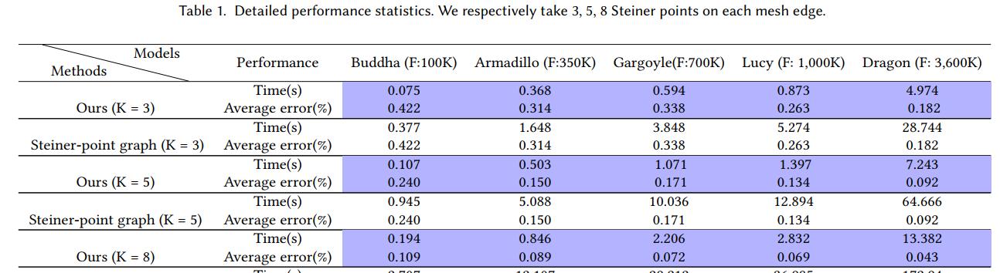 Table 1. Detailed performance statistics. We respectively take 3, 5, 8 Steiner points on each mesh edge.
Models
Methods
Performance Buddha (F:100K) Armadillo (F:350K) Gargoyle(F:700K) Lucy (F: 1,000K) Dragon (F: 3,600K)
Time(s) 0.075 0.368 0.594 0.873 4.974
Ours (K = 3) Average error(%) 0.422 0.314 0.338 0.263 0.182
Time(s) 0.377 1.648 3.848 5.274 28.744
Steiner-point graph (K = 3) Average error(%) 0.422 0.314 0.338 0.263 0.182
Time(s) 0.107 0.503 1.071 1.397 7.243
Ours (K = 5) Average error(%) 0.240 0.150 0.171 0.134 0.092
Time(s) 0.945 5.088 10.036 12.894 64.666
Steiner-point graph (K = 5) Average error(%) 0.240 0.150 0.171 0.134 0.092
Time(s) 0.194 0.846 2.206 2.832 13.382
Ours (K = 8) Average error(%) 0.109 0.089 0.072 0.069 0.043